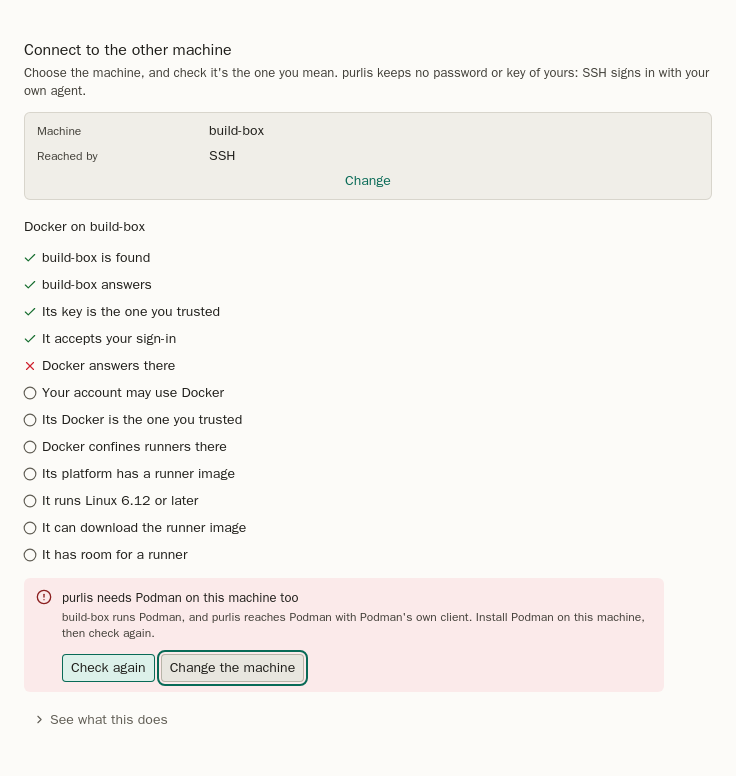 Connect to the other machine
Choose the machine, and check it's the one you mean. purlis keeps no password or key of yours: SSH signs in with your
own agent.
Machine build-box
Reached by SSH
Change
Docker on build-box
build-box is found
build-box answers
Its key is the one you trusted
It accepts your sign-in
Docker answers there
Your account may use Docker
Its Docker is the one you trusted
Docker confines runners there
Its platform has a runner image
It runs Linux 6.12 or later
It can download the runner image
It has room for a runner
purlis needs Podman on this machine too
build-box runs Podman, and purlis reaches Podman with Podman's own client. Install Podman on this machine,
then check again.
Check again Change the machine
See what this does